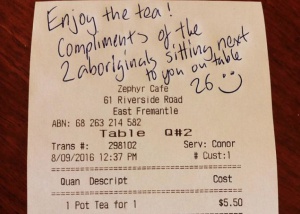 Enjoy the tea!
Compliments of the
2 aboriginals sitting next
to you on table
26
Zephyr Cafe
61 Riverside Road
East Fremantle
ABN: 68 263 214 582
Table Q#2
Trans #: 298102 Serv: Conor
8/09/2016 12:37 PM # Cust:1
Quan Descript Cost
1 Pot Tea for 1 $5.50